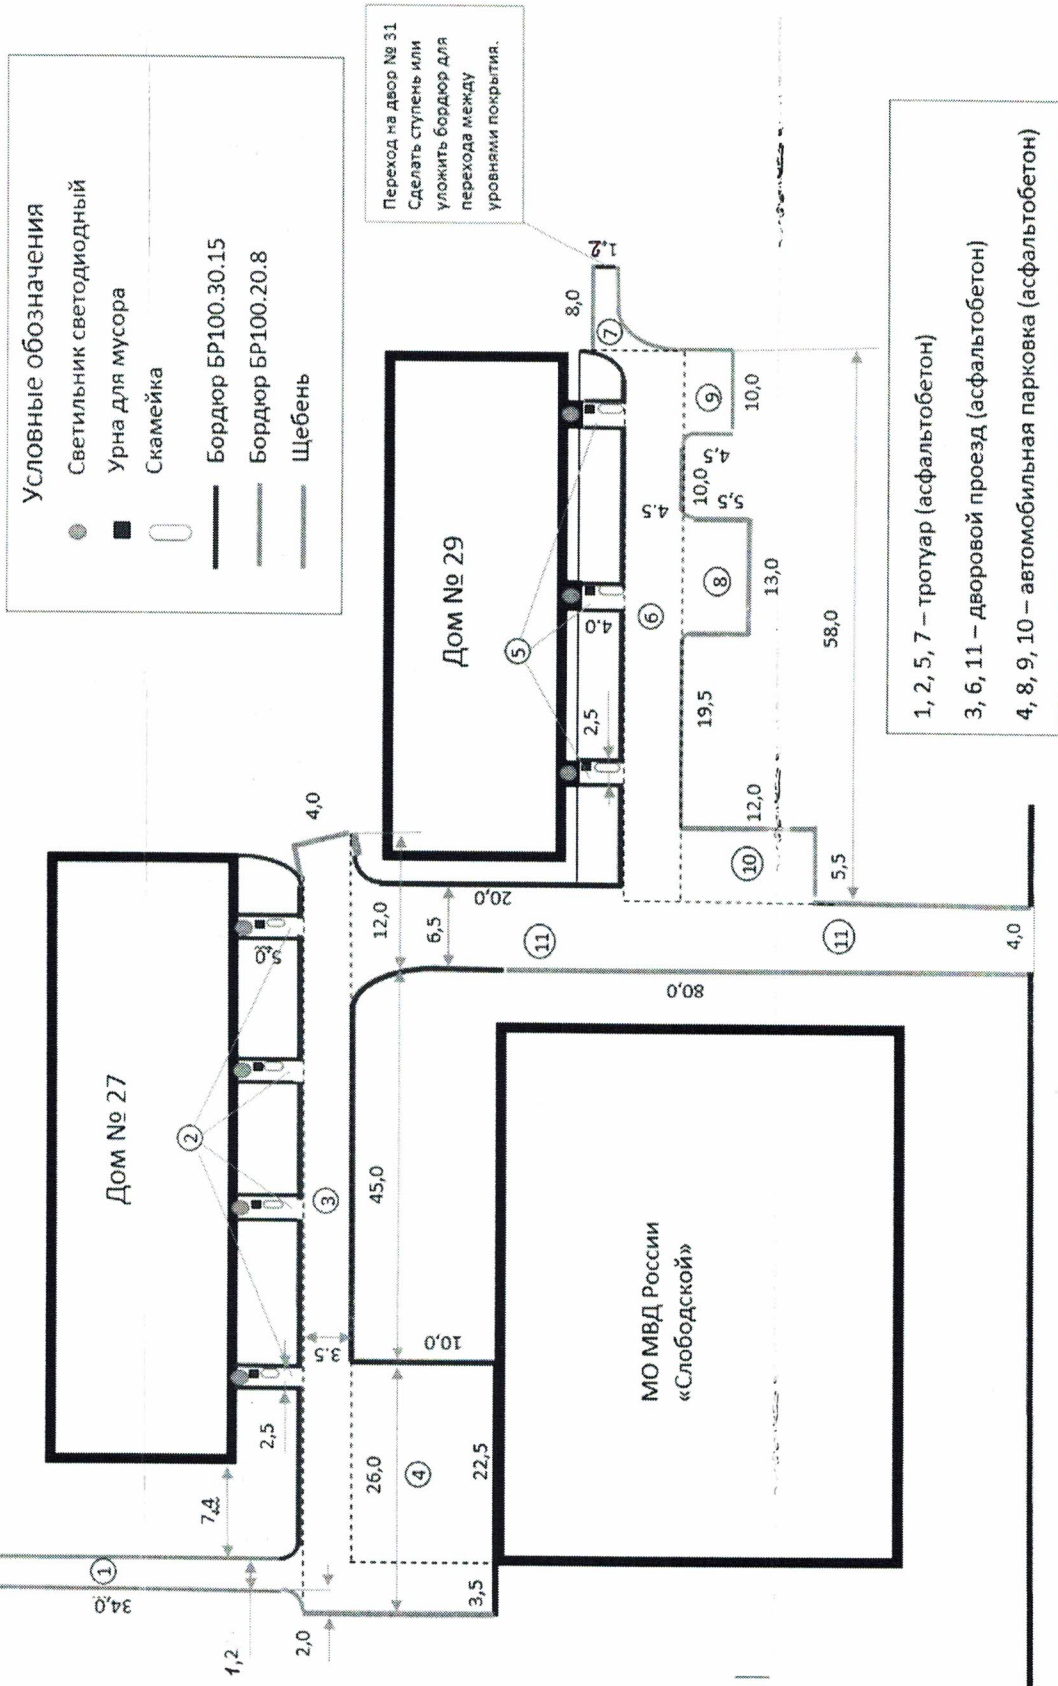 Условные обозначения
Светильник светодиодный
Урна для мусора
Скамейка
Бордюр БР100.30.15
Бордюр БР100.20.8
Щебень
Переход на двор № 31
Сделать ступень или
уложить бордюр для
перехода между
уровнями покрытия.
Дом № 27
2
5,0
4,0
7,4
2,5
1
34,0
1,2
2,0
3
3.5
45,0
12,0
26,0
4
10,0
22,5
3,5
6,5
20,0
11
80,0
11
4,0
МО МВД России
«Слободской»
Дом № 29
5
4,0
2,5
6
4.5
7
8,0
1,2
9
10,0
4,5
10,0
5,5
8
13,0
19,5
12,0
10
5,5
58,0
1, 2, 5, 7 – тротуар (асфальтобетон)
3, 6, 11 – дворовой проезд (асфальтобетон)
4, 8, 9, 10 – автомобильная парковка (асфальтобетон)